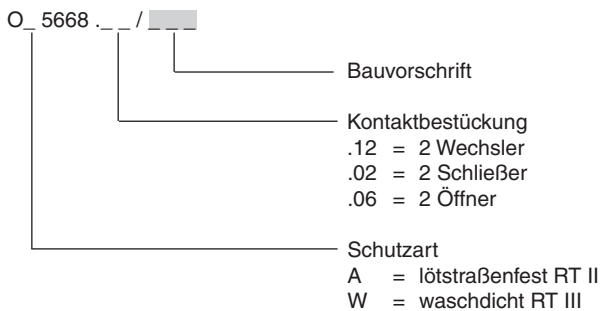 O_ 5668 ._ _ / _ _ _
Bauvorschrift
Kontaktbestückung
.12 = 2 Wechsler
.02 = 2 Schließer
.06 = 2 Öffner
Schutzart
A = lötstraßenfest RT II
W = waschdicht RT III